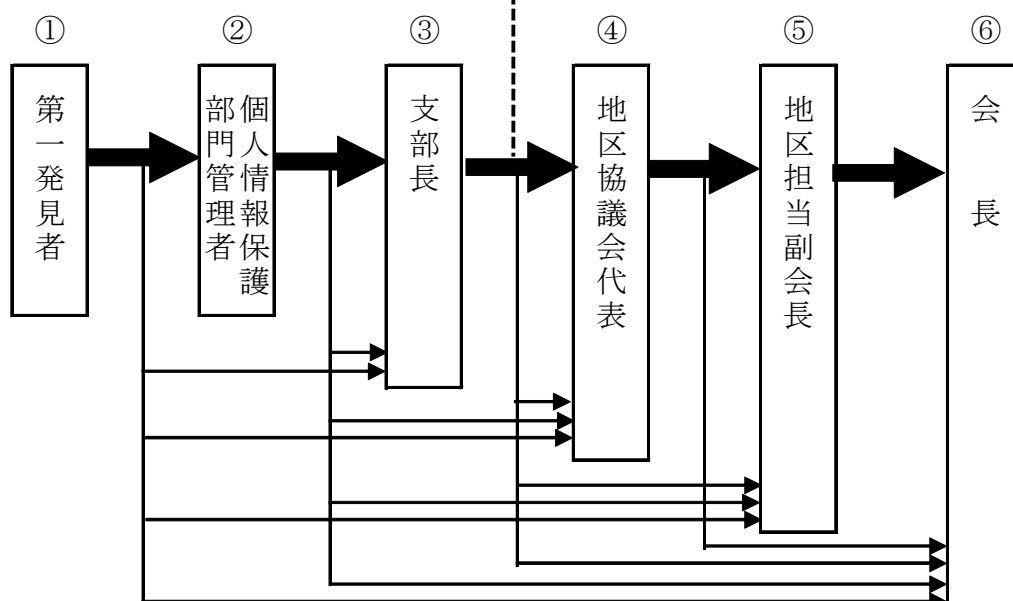 ①
②
③
④
⑤
⑥
第一発見者
個人情報保護
部門管理者
支部長
地区協議会代表
地区担当副会長
会長